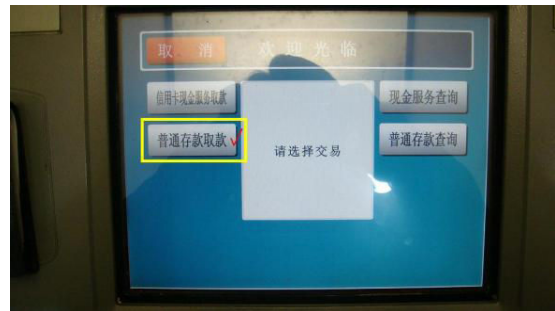 取 消 欢迎光临
信用卡现金服务取款 现金服务查询
普通存款取款 请选择交易 普通存款查询